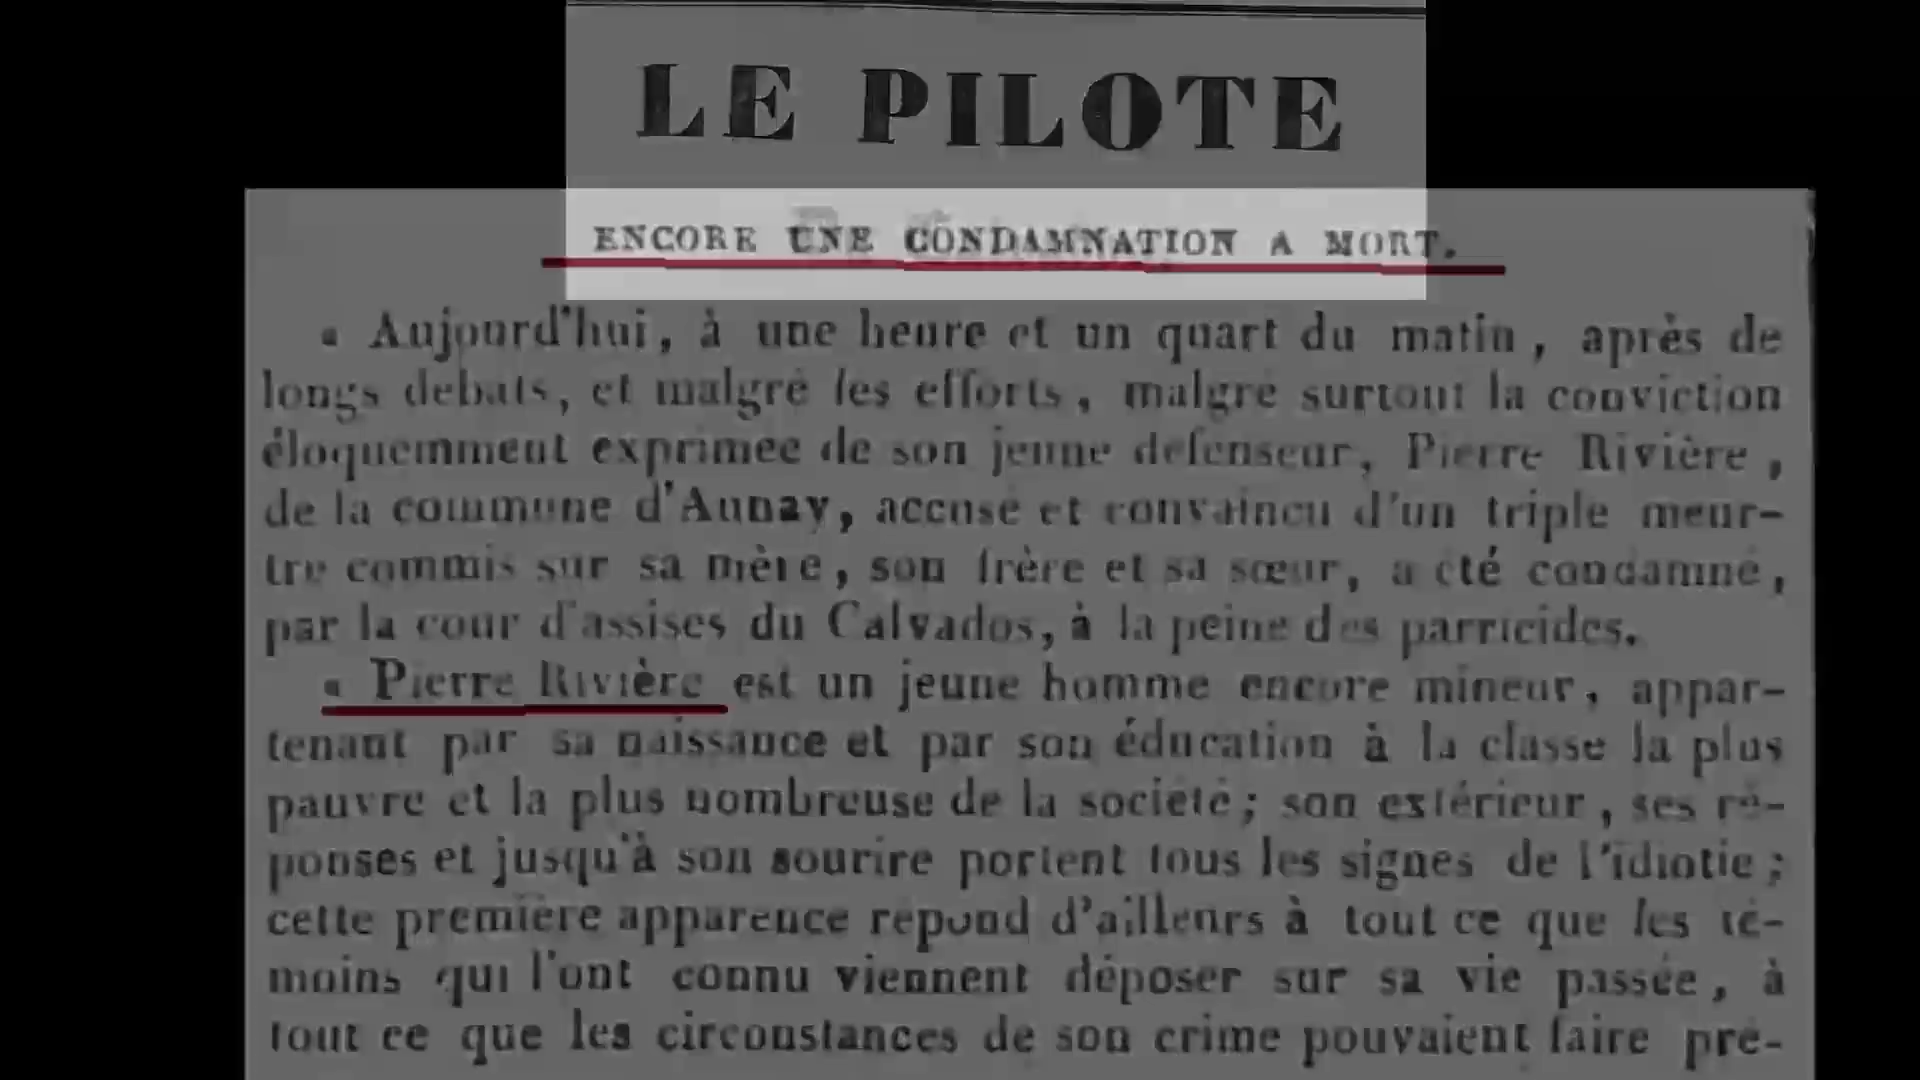 LE PILOTE
ENCORE UNE CONDAMNATION A MORT.
« Aujourd'hui, à une heure et un quart du matin, après de
longs débats, et malgré les efforts, malgré surtout la conviction
éloquemment exprimée de son jeune défenseur, Pierre Rivière,
de la commune d'Aunay, accusé et convaincu d'un triple meur-
tre commis sur sa mère, son frère et sa sœur, a été condamné,
par la cour d'assises du Calvados, à la peine des parricides.
« Pierre Rivière est un jeune homme encore mineur, appar-
tenant par sa naissance et par son éducation à la classe la plus
pauvre et la plus nombreuse de la société; son extérieur, ses ré-
ponses et jusqu'à son sourire portent tous les signes de l'idiotie;
cette première apparence répond d'ailleurs à tout ce que les té-
moins qui l'ont connu viennent déposer sur sa vie passée, à
tout ce que les circonstances de son crime pouvaient faire pré-